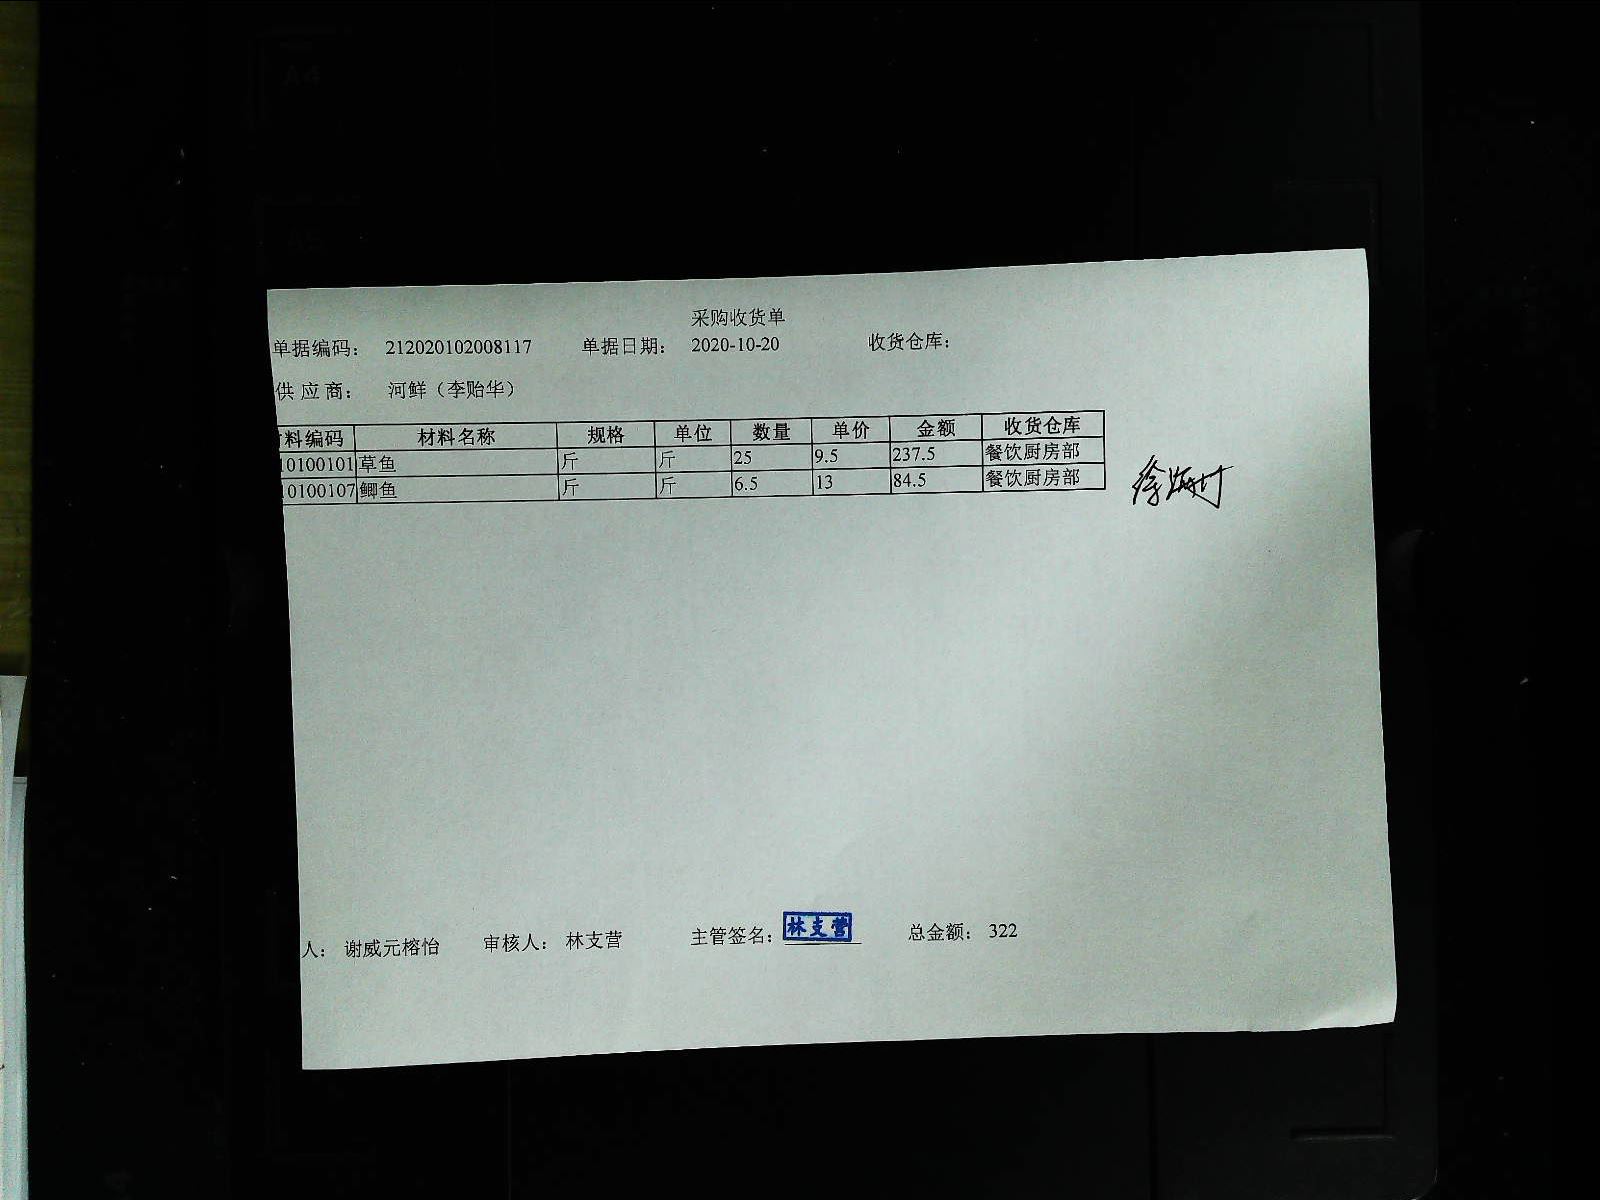 A4
A5
采购收货单
单据编码: 212020102008117 单据日期: 2020-10-20 收货仓库:
供应商: 河鲜（李贻华）
料编码 材料名称 规格 单位 数量 单价 金额 收货仓库
10100101 草鱼 斤 斤 25 9.5 237.5 餐饮厨房部
10100107 鲫鱼 斤 斤 6.5 13 84.5 餐饮厨房部
人: 谢威元榕怡 审核人: 林支营 主管签名: 林支营 总金额: 322